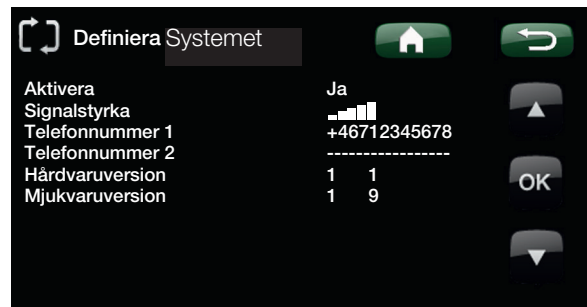 Definiera Systemet
Aktivera Ja
Signalstyrka
Telefonnummer 1 +46712345678
Telefonnummer 2 -----------------
Hårdvaruversion 1 1
Mjukvaruversion 1 9
OK